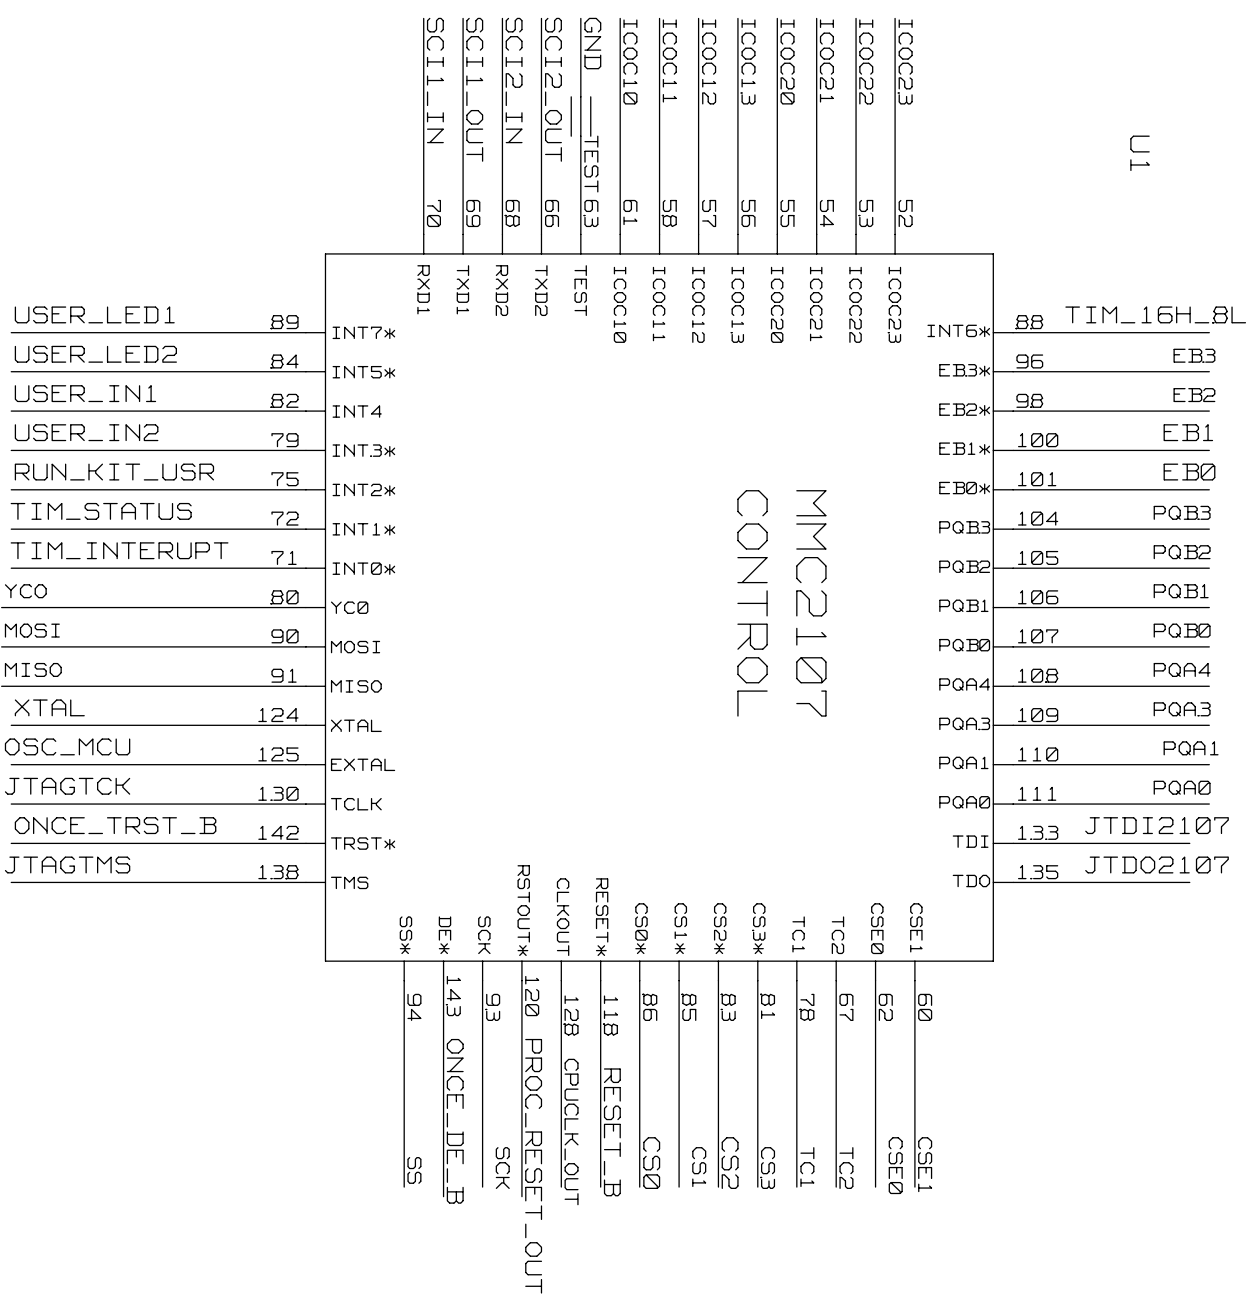 U1
SCI1_IN 70 RXD1
SCI1_OUT 69 TXD1
SCI2_IN 68 RXD2
SCI2_OUT 66 TXD2
GND TEST 63 TEST
ICOC10 61 ICOC10
ICOC11 58 ICOC11
ICOC12 57 ICOC12
ICOC13 56 ICOC13
ICOC20 55 ICOC20
ICOC21 54 ICOC21
ICOC22 53 ICOC22
ICOC23 52 ICOC23
USER_LED1 89 INT7*
USER_LED2 84 INT5*
USER_IN1 82 INT4
USER_IN2 79 INT3*
RUN_KIT_USR 75 INT2*
TIM_STATUS 72 INT1*
TIM_INTERUPT 71 INT0*
YCO 80 YC0
MOSI 90 MOSI
MISO 91 MISO
XTAL 124 XTAL
OSC_MCU 125 EXTAL
JTAGTCK 130 TCLK
ONCE_TRST_B 142 TRST*
JTAGTMS 138 TMS
MMC2107
CONTROL
INT6* 88 TIM_16H_8L
EB3* 96 EB3
EB2* 98 EB2
EB1* 100 EB1
EB0* 101 EB0
PQB3 104 PQB3
PQB2 105 PQB2
PQB1 106 PQB1
PQB0 107 PQB0
PQA4 108 PQA4
PQA3 109 PQA3
PQA1 110 PQA1
PQA0 111 PQA0
TDI 133 JTDI2107
TDO 135 JTDO2107
SS* 94 SS
DE* 143 ONCE_DE_B
SCK 93 SCK
RSTOUT* 120 PROC_RESET_OUT
CLKOUT 128 CPUCLK_OUT
RESET* 118 RESET_B
CS0* 86 CS0
CS1* 85 CS1
CS2* 83 CS2
CS3* 81 CS3
TC1 78 TC1
TC2 67 TC2
CSE0 62 CSE0
CSE1 60 CSE1